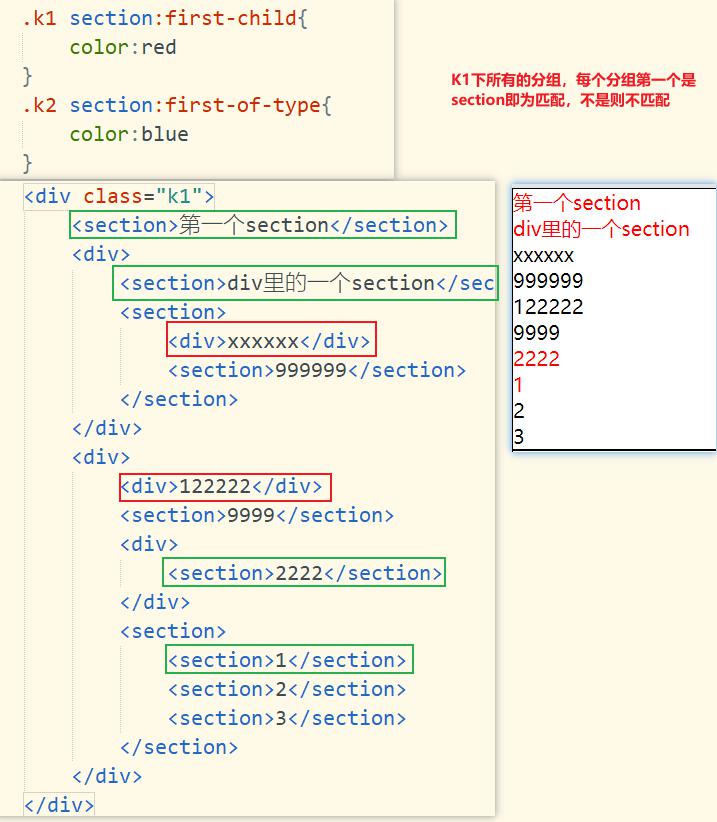 .k1 section:first-child{
color:red
}
.k2 section:first-of-type{
color:blue
}
K1下所有的分组，每个分组第一个是
section即为匹配，不是则不匹配
<div class="k1">
<section>第一个section</section>
<div>
<section>div里的一个section</sec
<section>
<div>xxxxxx</div>
<section>999999</section>
</section>
</div>
<div>
<div>122222</div>
<section>9999</section>
<div>
<section>2222</section>
</div>
<section>
<section>1</section>
<section>2</section>
<section>3</section>
</section>
</div>
</div>
第一个section
div里的一个section
xxxxxx
999999
122222
9999
2222
1
2
3